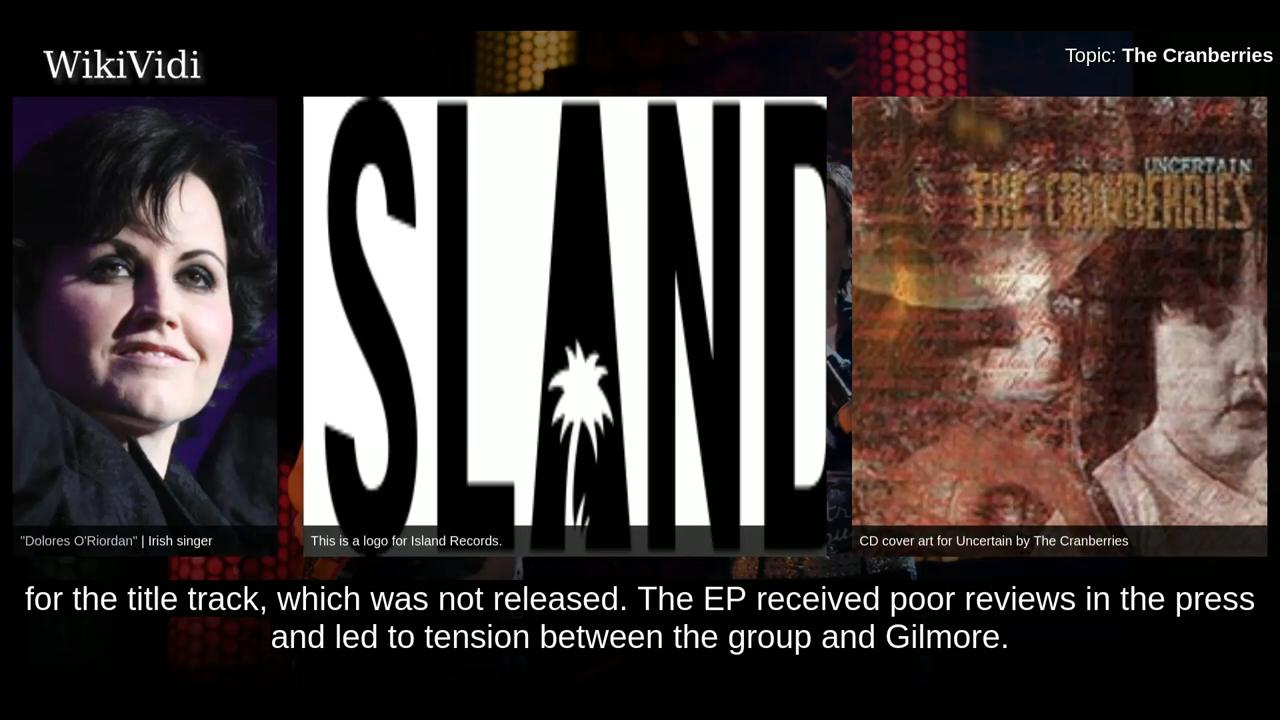 WikiVidi
Topic: The Cranberries
SLAND
UNCERTAIN
THE CRANBERRIES
"Dolores O'Riordan" | Irish singer
This is a logo for Island Records.
CD cover art for Uncertain by The Cranberries
for the title track, which was not released. The EP received poor reviews in the press
and led to tension between the group and Gilmore.